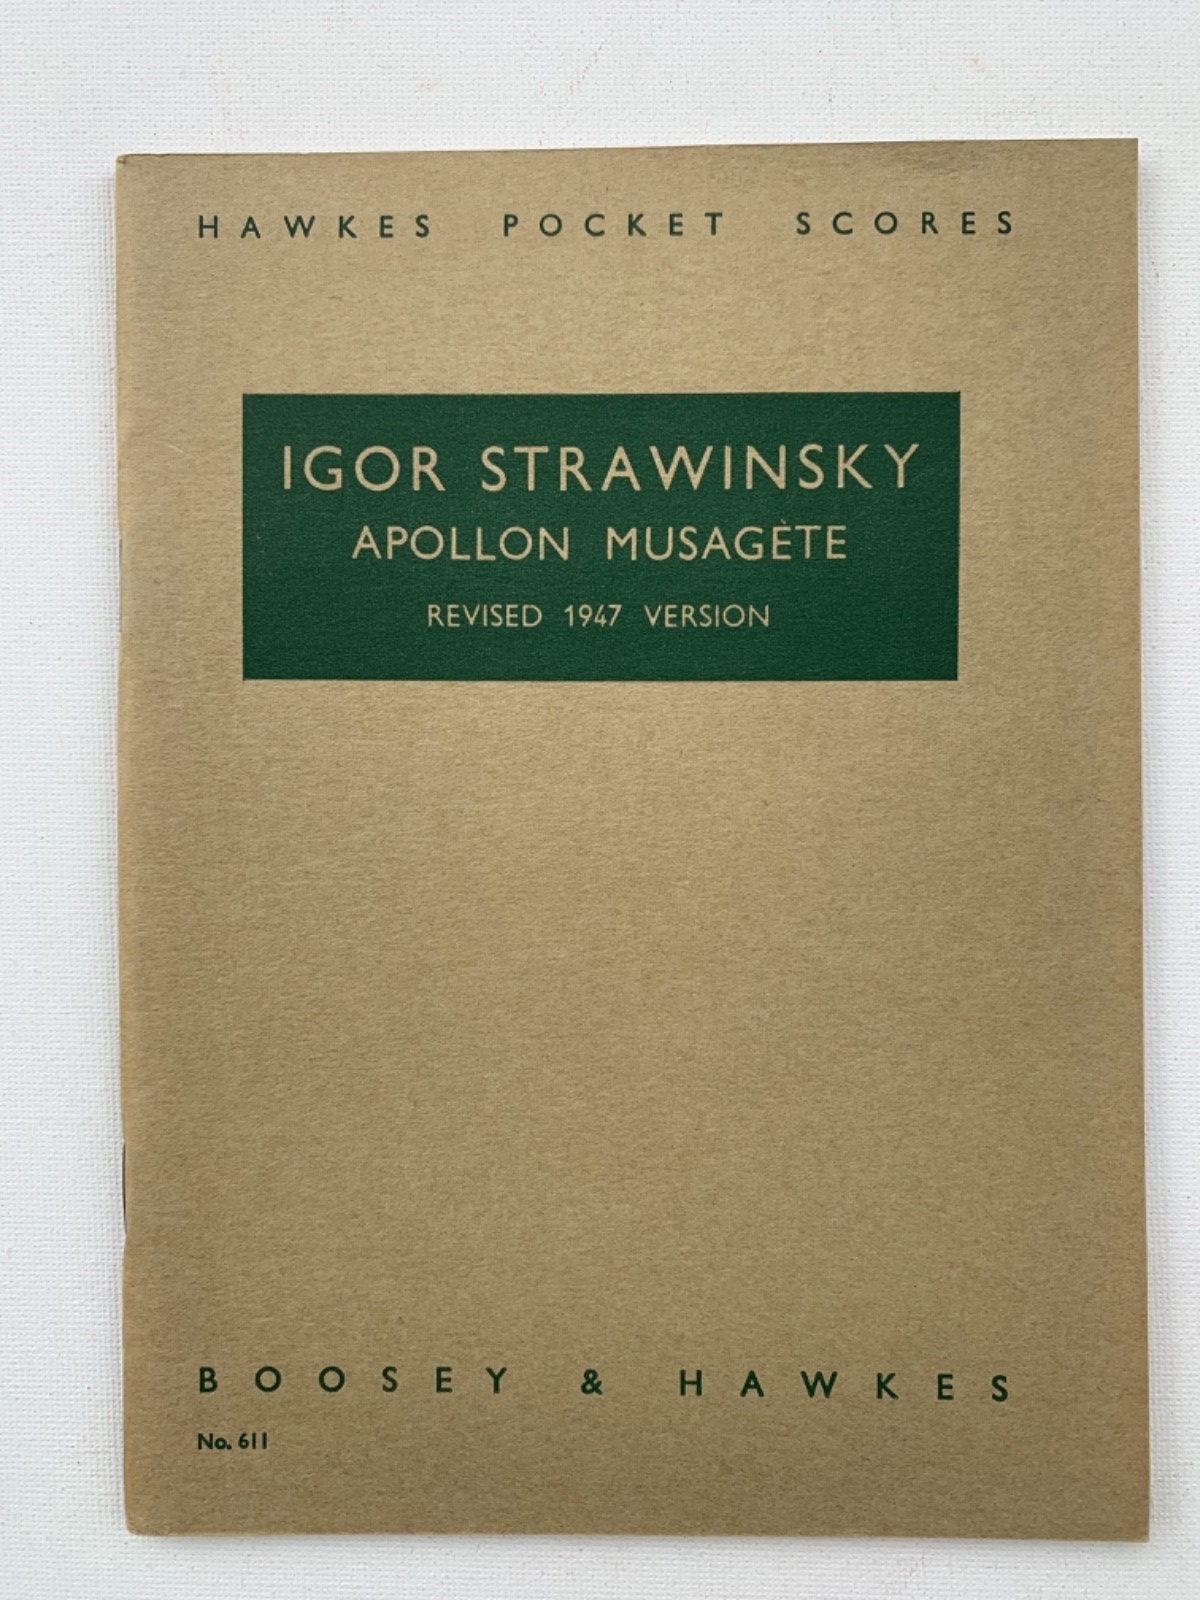 HAWKES POCKET SCORES
IGOR STRAWINSKY
APOLLON MUSAGÈTE
REVISED 1947 VERSION
BOOSEY & HAWKES
No. 611